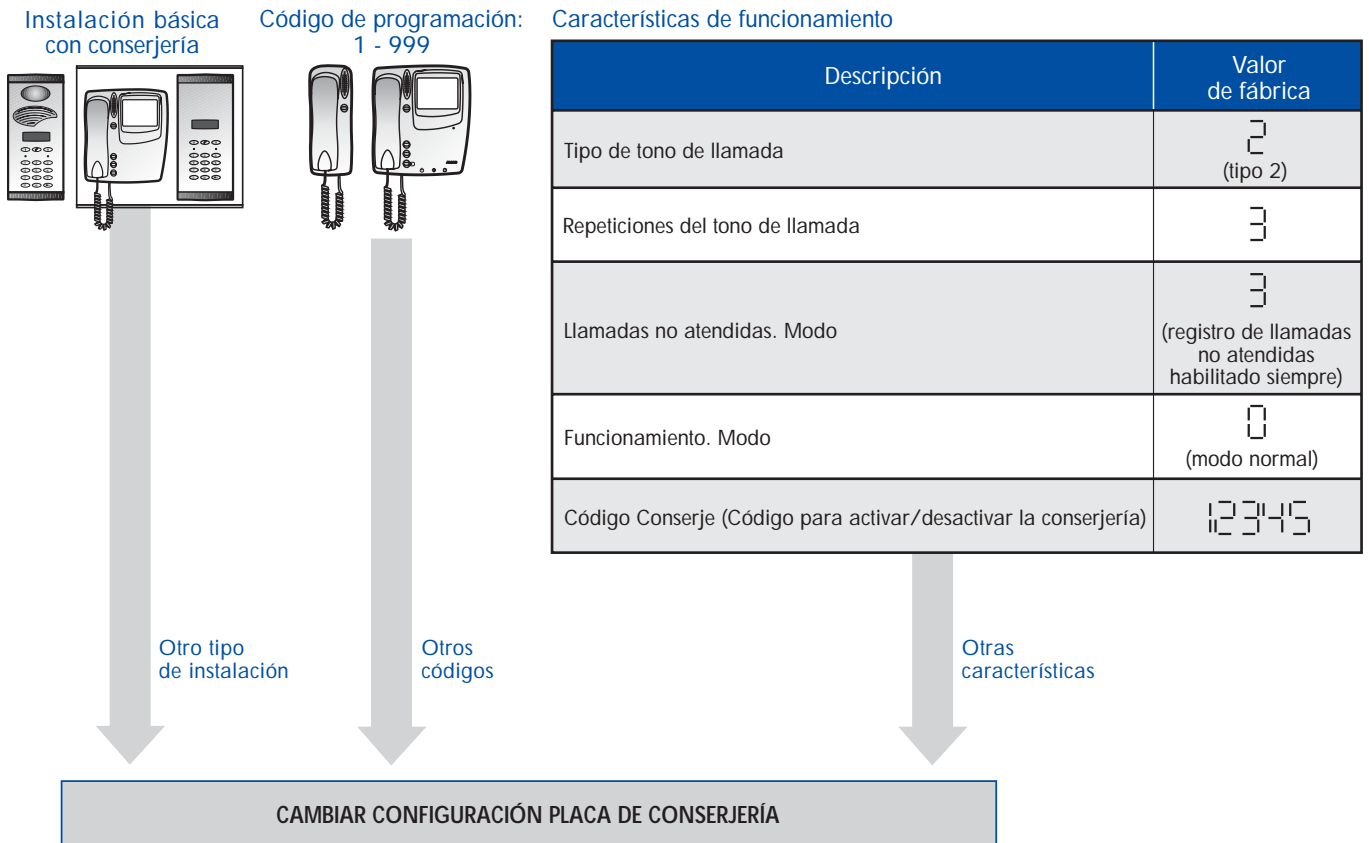 Instalación básica
con conserjería
Código de programación:
1 - 999
Características de funcionamiento
Descripción
Valor
de fábrica
Tipo de tono de llamada
2
(tipo 2)
Repeticiones del tono de llamada
3
Llamadas no atendidas. Modo
3
(registro de llamadas
no atendidas
habilitado siempre)
Funcionamiento. Modo
0
(modo normal)
Código Conserje (Código para activar/desactivar la conserjería)
12345
Otro tipo
de instalación
Otros
códigos
Otras
características
CAMBIAR CONFIGURACIÓN PLACA DE CONSERJERÍA